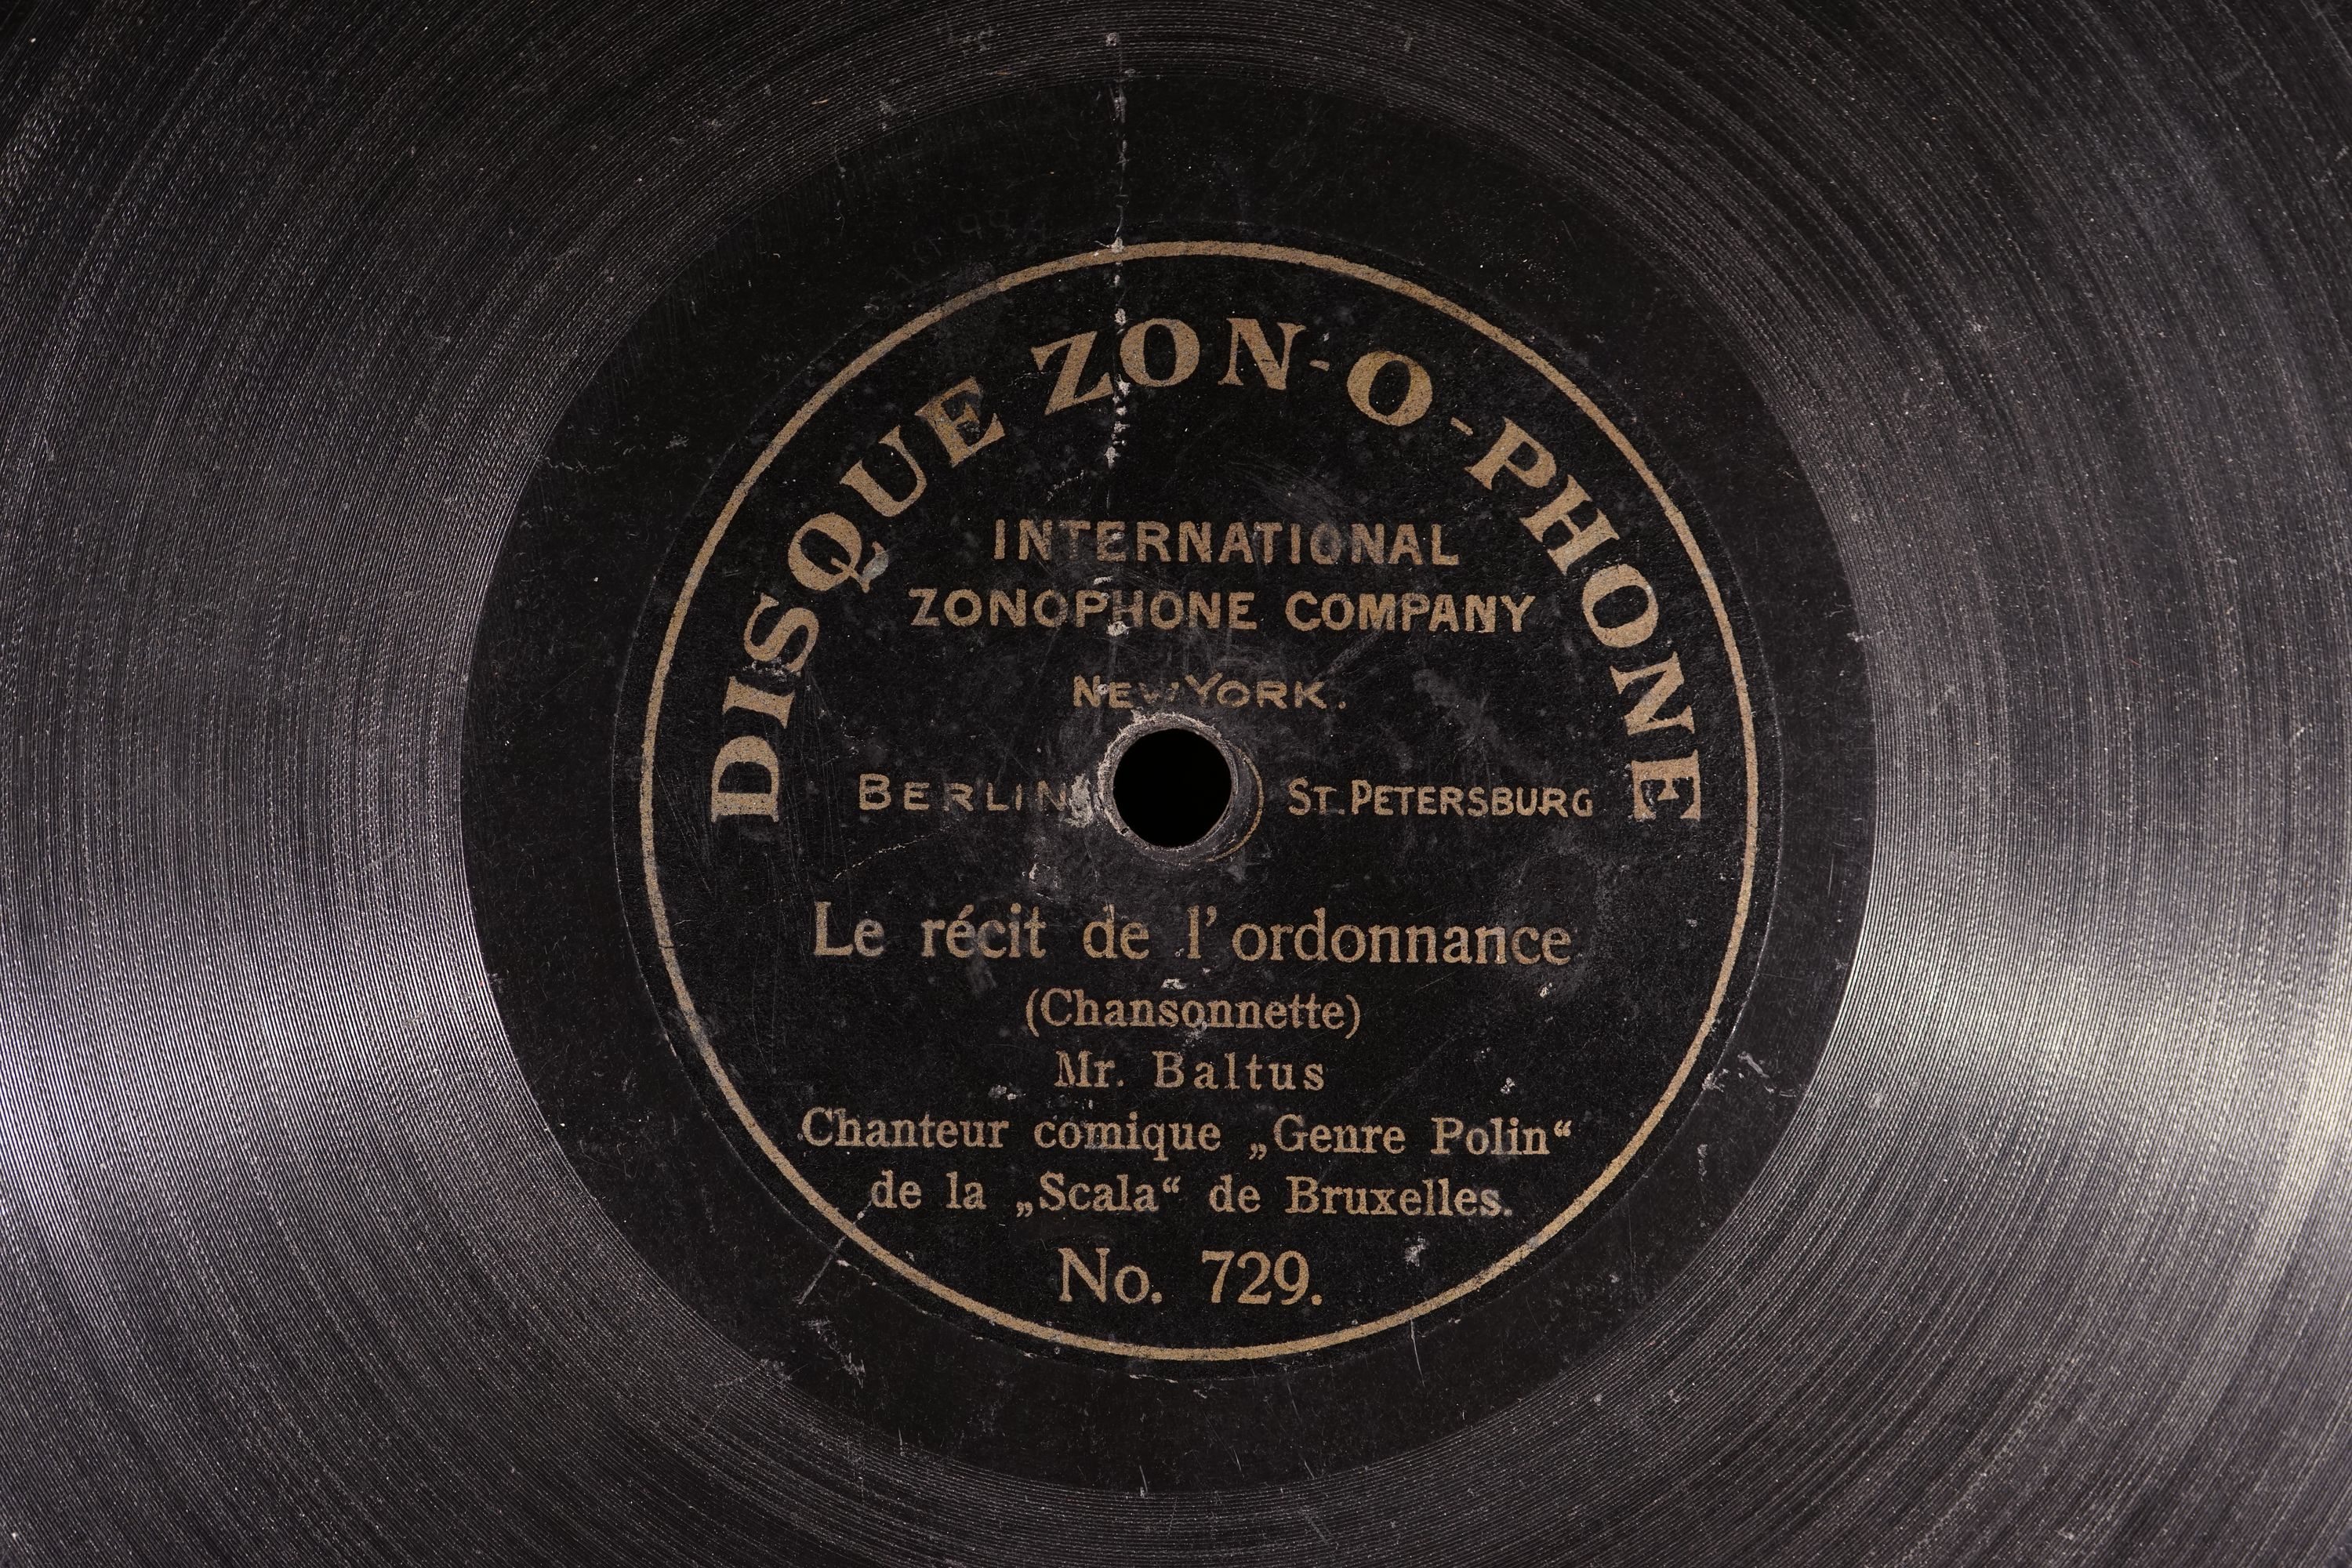 DISQUE ZON-O-PHONE
INTERNATIONAL
ZONOPHONE COMPANY
NEW YORK.
BERLIN ST. PETERSBURG
Le récit de l'ordonnance
(Chansonnette)
Mr. Baltus
Chanteur comique „Genre Polin“
de la „Scala“ de Bruxelles.
No. 729.